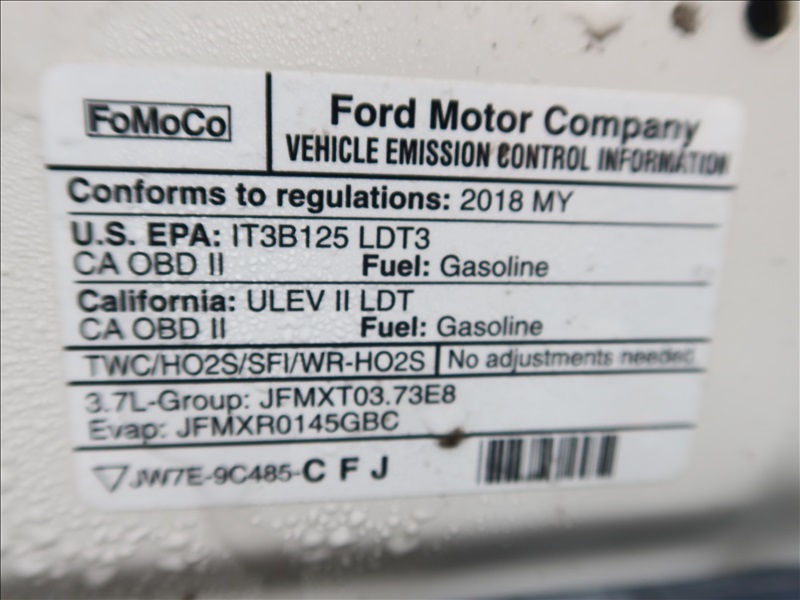 FoMoCo
Ford Motor Company
VEHICLE EMISSION CONTROL INFORMATION
Conforms to regulations: 2018 MY
U.S. EPA: IT3B125 LDT3
CA OBD II Fuel: Gasoline
California: ULEV II LDT
CA OBD II Fuel: Gasoline
TWC/HO2S/SFI/WR-HO2S No adjustments needed.
3.7L-Group: JFMXT03.73E8
Evap: JFMXR0145GBC
JW7E-9C485-C F J